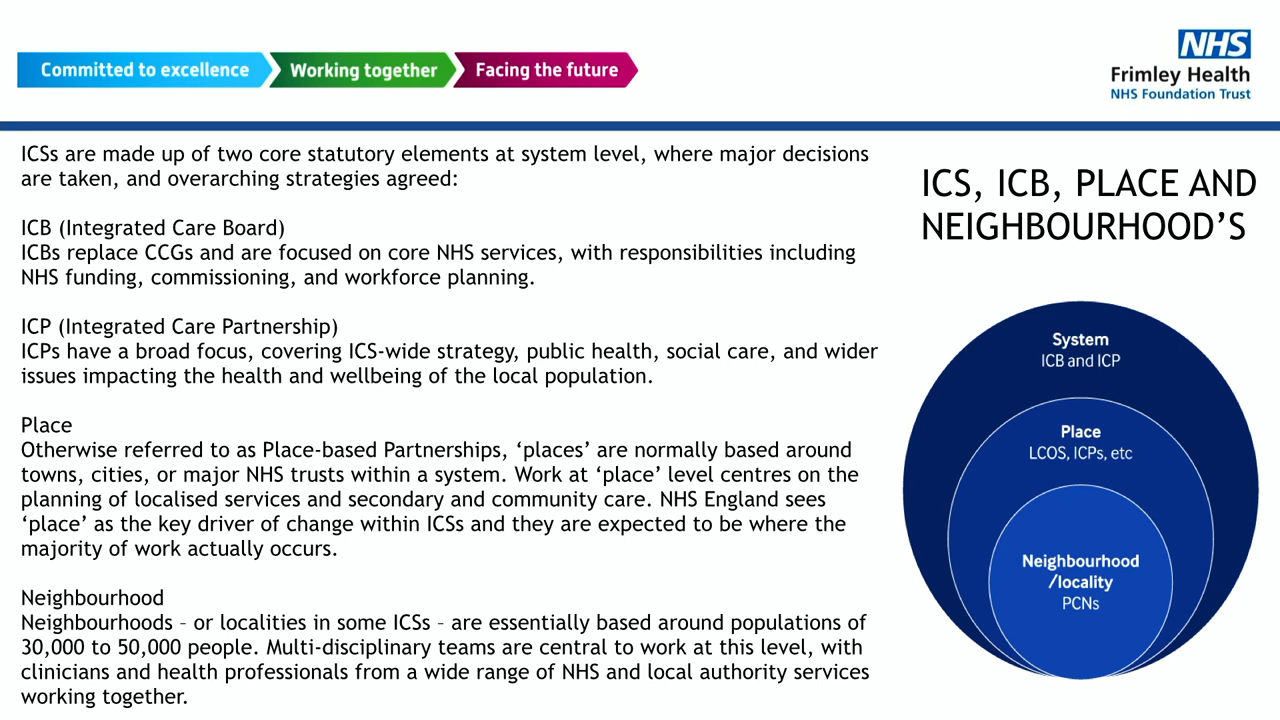 Committed to excellence
Working together
Facing the future
NHS
Frimley Health
NHS Foundation Trust
ICSs are made up of two core statutory elements at system level, where major decisions
are taken, and overarching strategies agreed:
ICB (Integrated Care Board)
ICBs replace CCGs and are focused on core NHS services, with responsibilities including
NHS funding, commissioning, and workforce planning.
ICP (Integrated Care Partnership)
ICPs have a broad focus, covering ICS-wide strategy, public health, social care, and wider
issues impacting the health and wellbeing of the local population.
Place
Otherwise referred to as Place-based Partnerships, ‘places’ are normally based around
towns, cities, or major NHS trusts within a system. Work at ‘place’ level centres on the
planning of localised services and secondary and community care. NHS England sees
‘place’ as the key driver of change within ICSs and they are expected to be where the
majority of work actually occurs.
Neighbourhood
Neighbourhoods – or localities in some ICSs – are essentially based around populations of
30,000 to 50,000 people. Multi-disciplinary teams are central to work at this level, with
clinicians and health professionals from a wide range of NHS and local authority services
working together.
ICS, ICB, PLACE AND
NEIGHBOURHOOD’S
System
ICB and ICP
Place
LCOS, ICPs, etc
Neighbourhood
/locality
PCNs